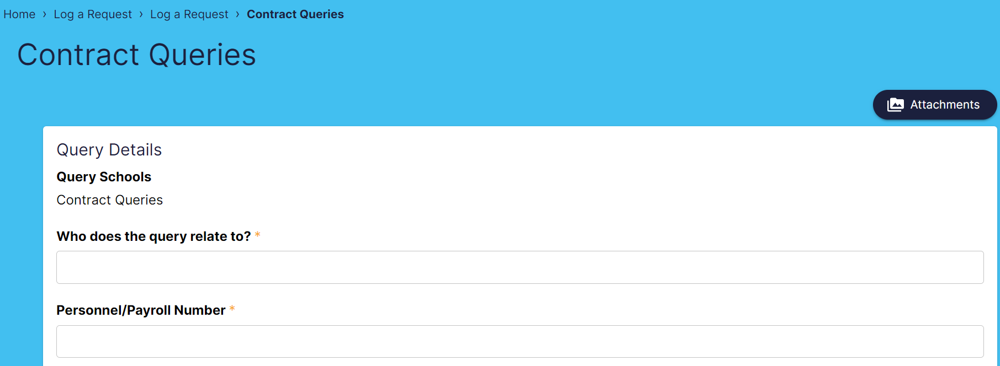 Home › Log a Request › Log a Request › Contract Queries
Contract Queries
Attachments
Query Details
Query Schools
Contract Queries
Who does the query relate to? *
Personnel/Payroll Number *